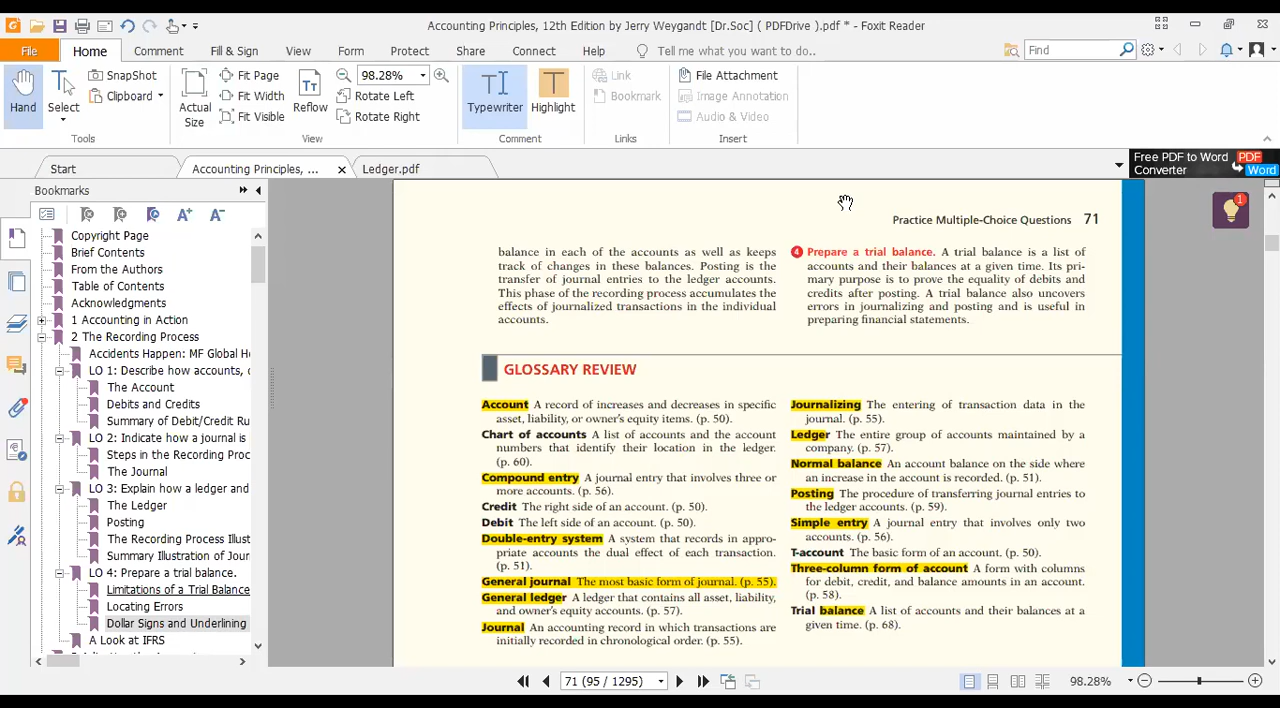 Accounting Principles, 12th Edition by Jerry Weygandt [Dr.Soc] ( PDFDrive ).pdf * - Foxit Reader
File Home Comment Fill & Sign View Form Protect Share Connect Help Tell me what you want to do.. Find
Hand
Select
SnapShot
Clipboard
Tools
Actual
Size
Fit Page
Fit Width
Fit Visible
Reflow
98.28%
Rotate Left
Rotate Right
View
Typewriter
Highlight
Comment
Link
Bookmark
Links
File Attachment
Image Annotation
Audio & Video
Insert
Start
Accounting Principles, ...
Ledger.pdf
Free PDF to Word PDF
Converter Word
Bookmarks
Copyright Page
Brief Contents
From the Authors
Table of Contents
Acknowledgments
1 Accounting in Action
2 The Recording Process
Accidents Happen: MF Global H
LO 1: Describe how accounts, c
The Account
Debits and Credits
Summary of Debit/Credit Ru
LO 2: Indicate how a journal is
Steps in the Recording Proc
The Journal
LO 3: Explain how a ledger and
The Ledger
Posting
The Recording Process Illust
Summary Illustration of Jour
LO 4: Prepare a trial balance.
Limitations of a Trial Balance
Locating Errors
Dollar Signs and Underlining
A Look at IFRS
Practice Multiple-Choice Questions 71
balance in each of the accounts as well as keeps
track of changes in these balances. Posting is the
transfer of journal entries to the ledger accounts.
This phase of the recording process accumulates the
effects of journalized transactions in the individual
accounts.
4 Prepare a trial balance. A trial balance is a list of
accounts and their balances at a given time. Its pri-
mary purpose is to prove the equality of debits and
credits after posting. A trial balance also uncovers
errors in journalizing and posting and is useful in
preparing financial statements.
GLOSSARY REVIEW
Account A record of increases and decreases in specific
asset, liability, or owner's equity items. (p. 50).
Chart of accounts A list of accounts and the account
numbers that identify their location in the ledger.
(p. 60).
Compound entry A journal entry that involves three or
more accounts. (p. 56).
Credit The right side of an account. (p. 50).
Debit The left side of an account. (p. 50).
Double-entry system A system that records in appro-
priate accounts the dual effect of each transaction.
(p. 51).
General journal The most basic form of journal. (p. 55).
General ledger A ledger that contains all asset, liability,
and owner's equity accounts. (p. 57).
Journal An accounting record in which transactions are
initially recorded in chronological order. (p. 55).
Journalizing The entering of transaction data in the
journal. (p. 55).
Ledger The entire group of accounts maintained by a
company. (p. 57).
Normal balance An account balance on the side where
an increase in the account is recorded. (p. 51).
Posting The procedure of transferring journal entries to
the ledger accounts. (p. 59).
Simple entry A journal entry that involves only two
accounts. (p. 56).
T-account The basic form of an account. (p. 50).
Three-column form of account A form with columns
for debit, credit, and balance amounts in an account.
(p. 58).
Trial balance A list of accounts and their balances at a
given time. (p. 68).
71 (95 / 1295)
98.28%